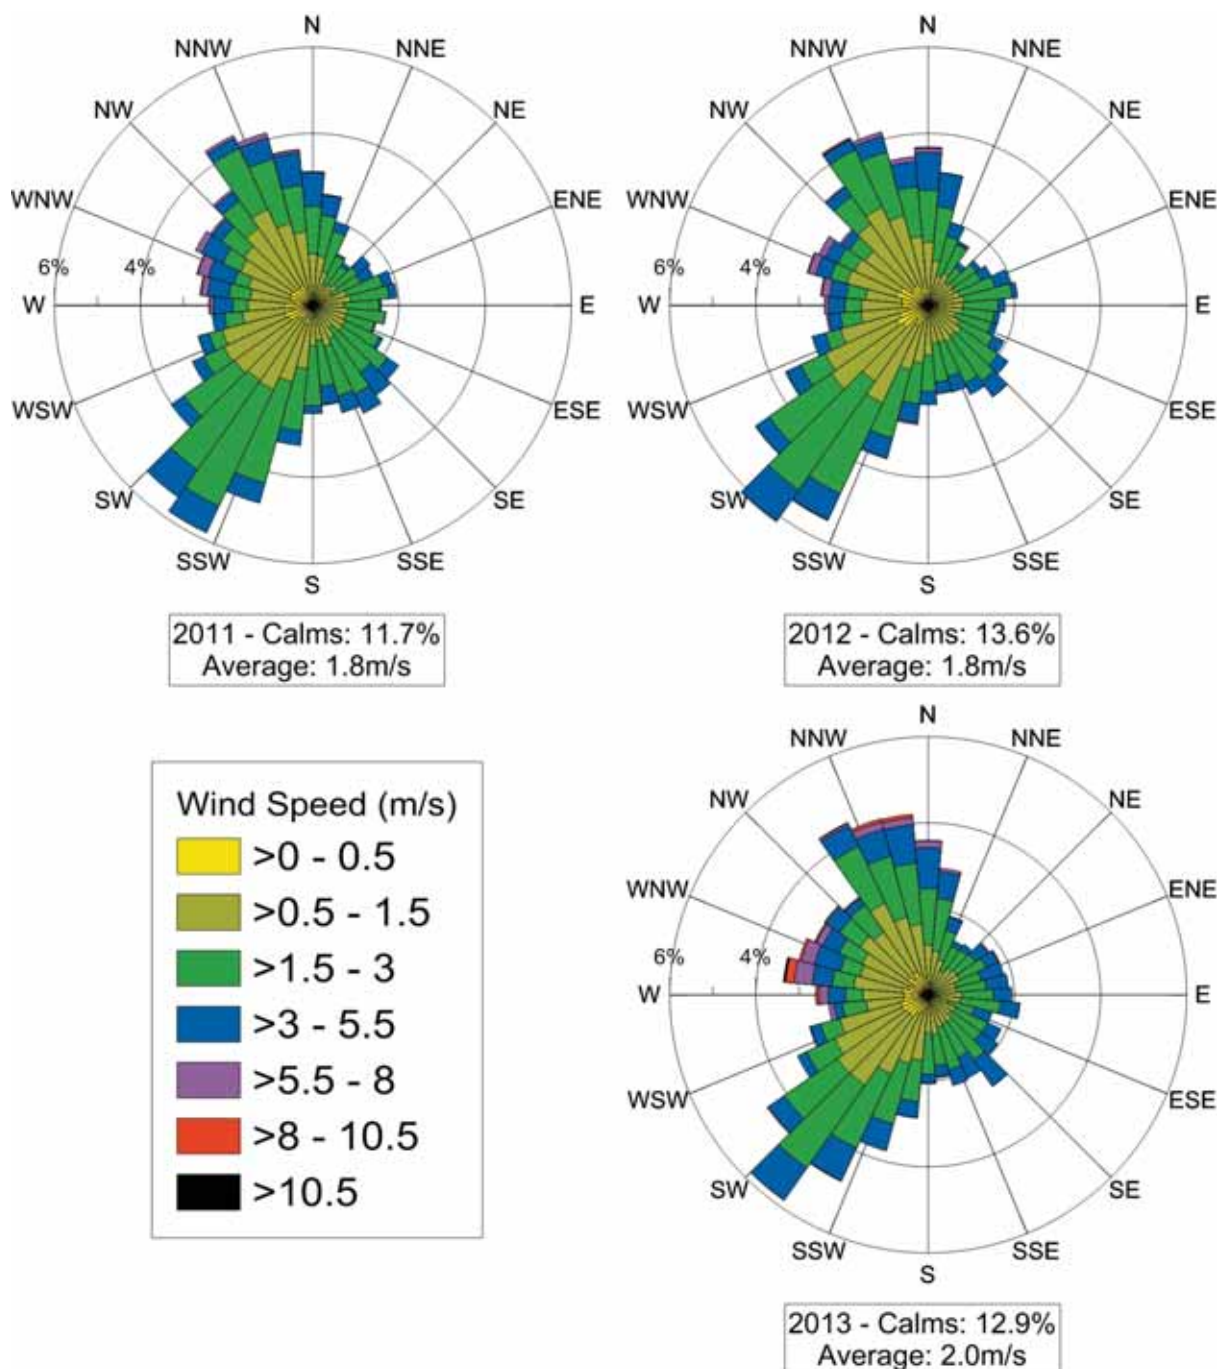 N
NNW
NNE
NW
NE
WNW
ENE
6%
4%
W
E
WSW
ESE
SW
SE
SSW
SSE
S
2011 - Calms: 11.7%
Average: 1.8m/s
N
NNW
NNE
NW
NE
WNW
ENE
6%
4%
W
E
WSW
ESE
SW
SE
SSW
SSE
S
2012 - Calms: 13.6%
Average: 1.8m/s
Wind Speed (m/s)
>0 - 0.5
>0.5 - 1.5
>1.5 - 3
>3 - 5.5
>5.5 - 8
>8 - 10.5
>10.5
N
NNW
NNE
NW
NE
WNW
ENE
6%
4%
W
E
WSW
ESE
SW
SE
SSW
SSE
S
2013 - Calms: 12.9%
Average: 2.0m/s